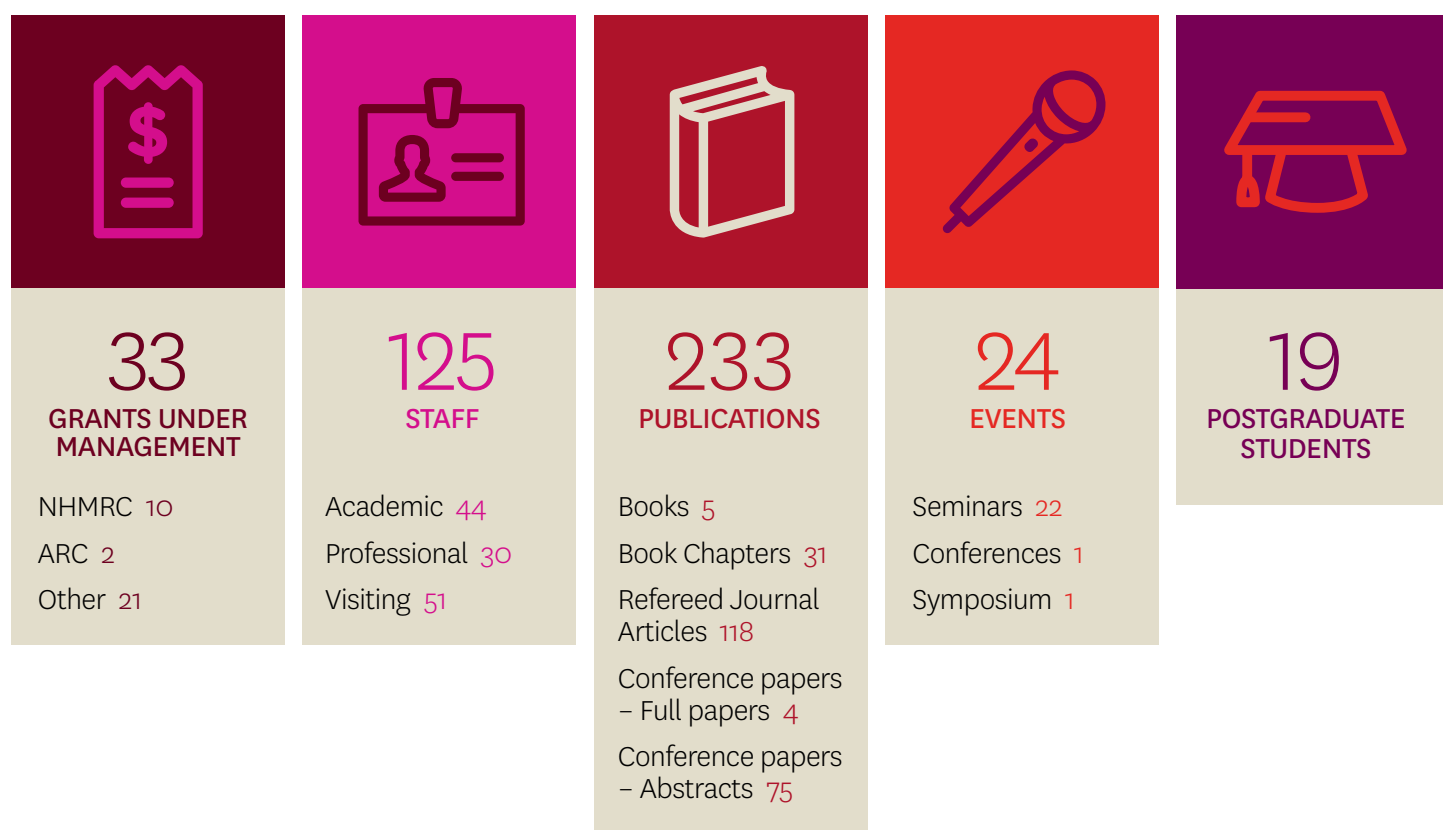 $
33
GRANTS UNDER
MANAGEMENT
NHMRC 10
ARC 2
Other 21
125
STAFF
Academic 44
Professional 30
Visiting 51
233
PUBLICATIONS
Books 5
Book Chapters 31
Refereed Journal
Articles 118
Conference papers
– Full papers 4
Conference papers
– Abstracts 75
24
EVENTS
Seminars 22
Conferences 1
Symposium 1
19
POSTGRADUATE
STUDENTS